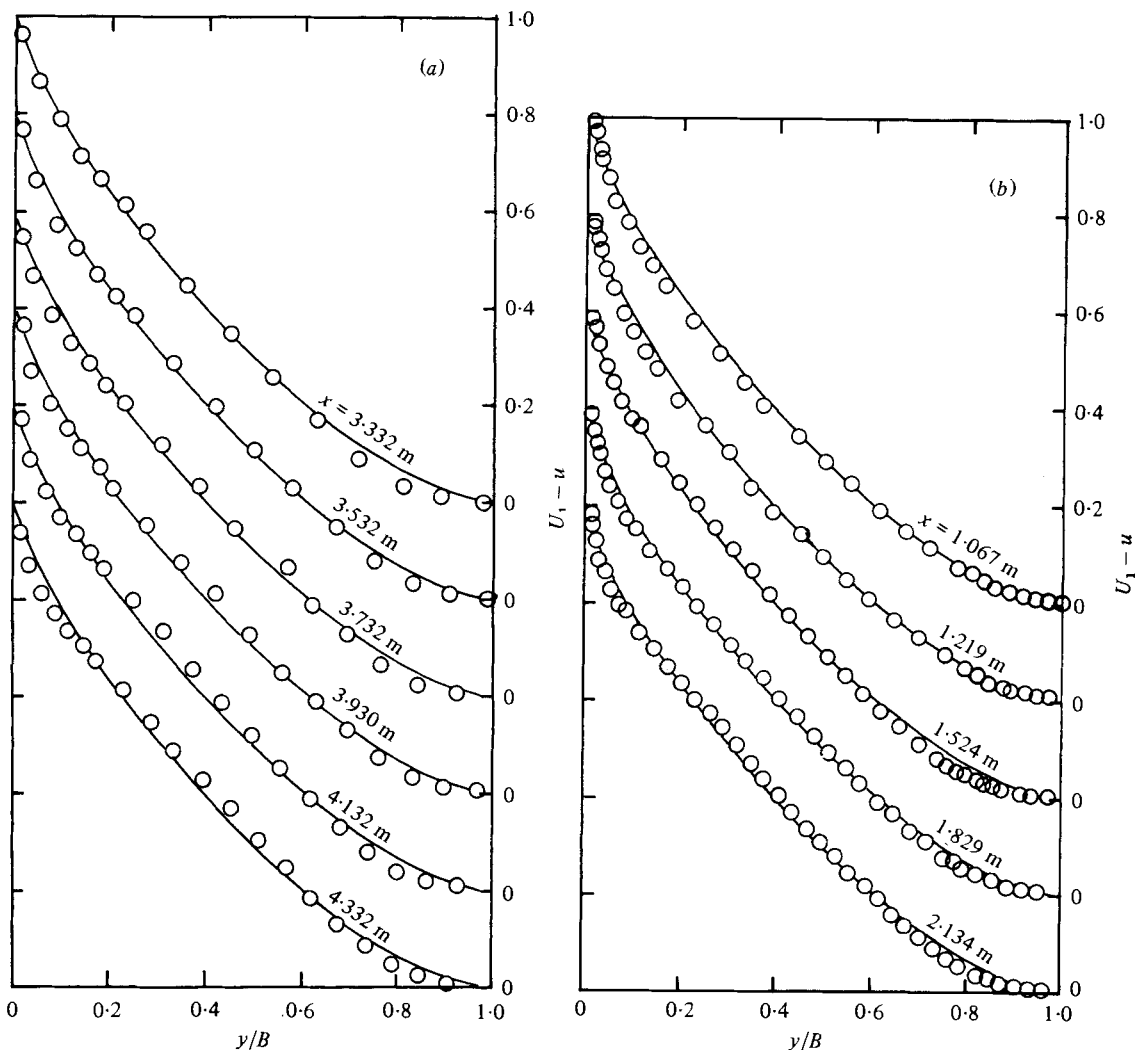 (a)
1·0
0·8
0·6
0·4
0·2
0
0
0
0
0
0
x = 3·332 m
3·532 m
3·732 m
3·930 m
4·132 m
4·332 m
0
0·2
0·4
0·6
0·8
1·0
y/B
U₁ − u
(b)
1·0
0·8
0·6
0·4
0·2
0
0
0
0
0
x = 1·067 m
1·219 m
1·524 m
1·829 m
2·134 m
0
0·2
0·4
0·6
0·8
1·0
y/B
U₁ − u